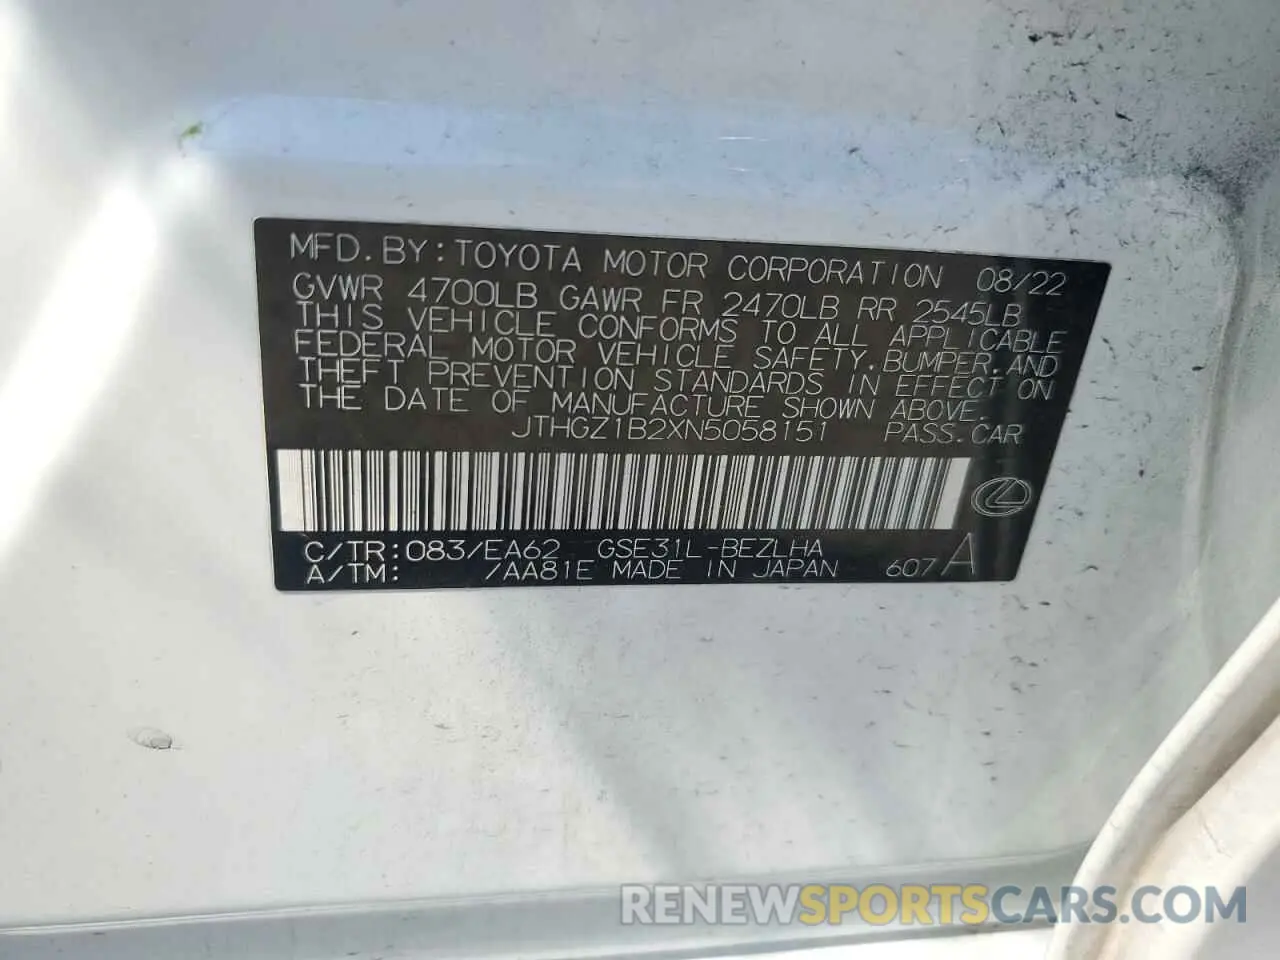 MFD. BY: TOYOTA MOTOR CORPORATION 08/22
GVWR 4700LB GAWR FR 2470LB RR 2545LB
THIS VEHICLE CONFORMS TO ALL APPLICABLE
FEDERAL MOTOR VEHICLE SAFETY, BUMPER, AND
THEFT PREVENTION STANDARDS IN EFFECT ON
THE DATE OF MANUFACTURE SHOWN ABOVE.
JTHGZ1B2XN5058151 PASS. CAR
C/TR: 083/EA62 GSE31L-BEZLHA
A/TM: /AA81E MADE IN JAPAN 607 A
RENEWSPORTSCARS.COM